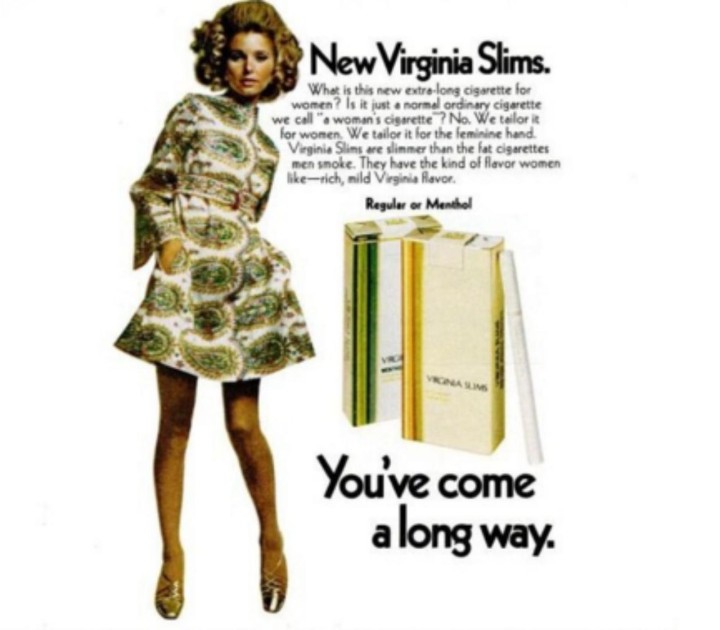 New Virginia Slims.
What is this new extra-long cigarette for
women? Is it just a normal ordinary cigarette
we call "a woman's cigarette"? No. We tailor it
for women. We tailor it for the feminine hand.
Virginia Slims are slimmer than the fat cigarettes
men smoke. They have the kind of flavor women
like—rich, mild Virginia flavor.
Regular or Menthol
VIRGINIA SLIMS
You've come
a long way.